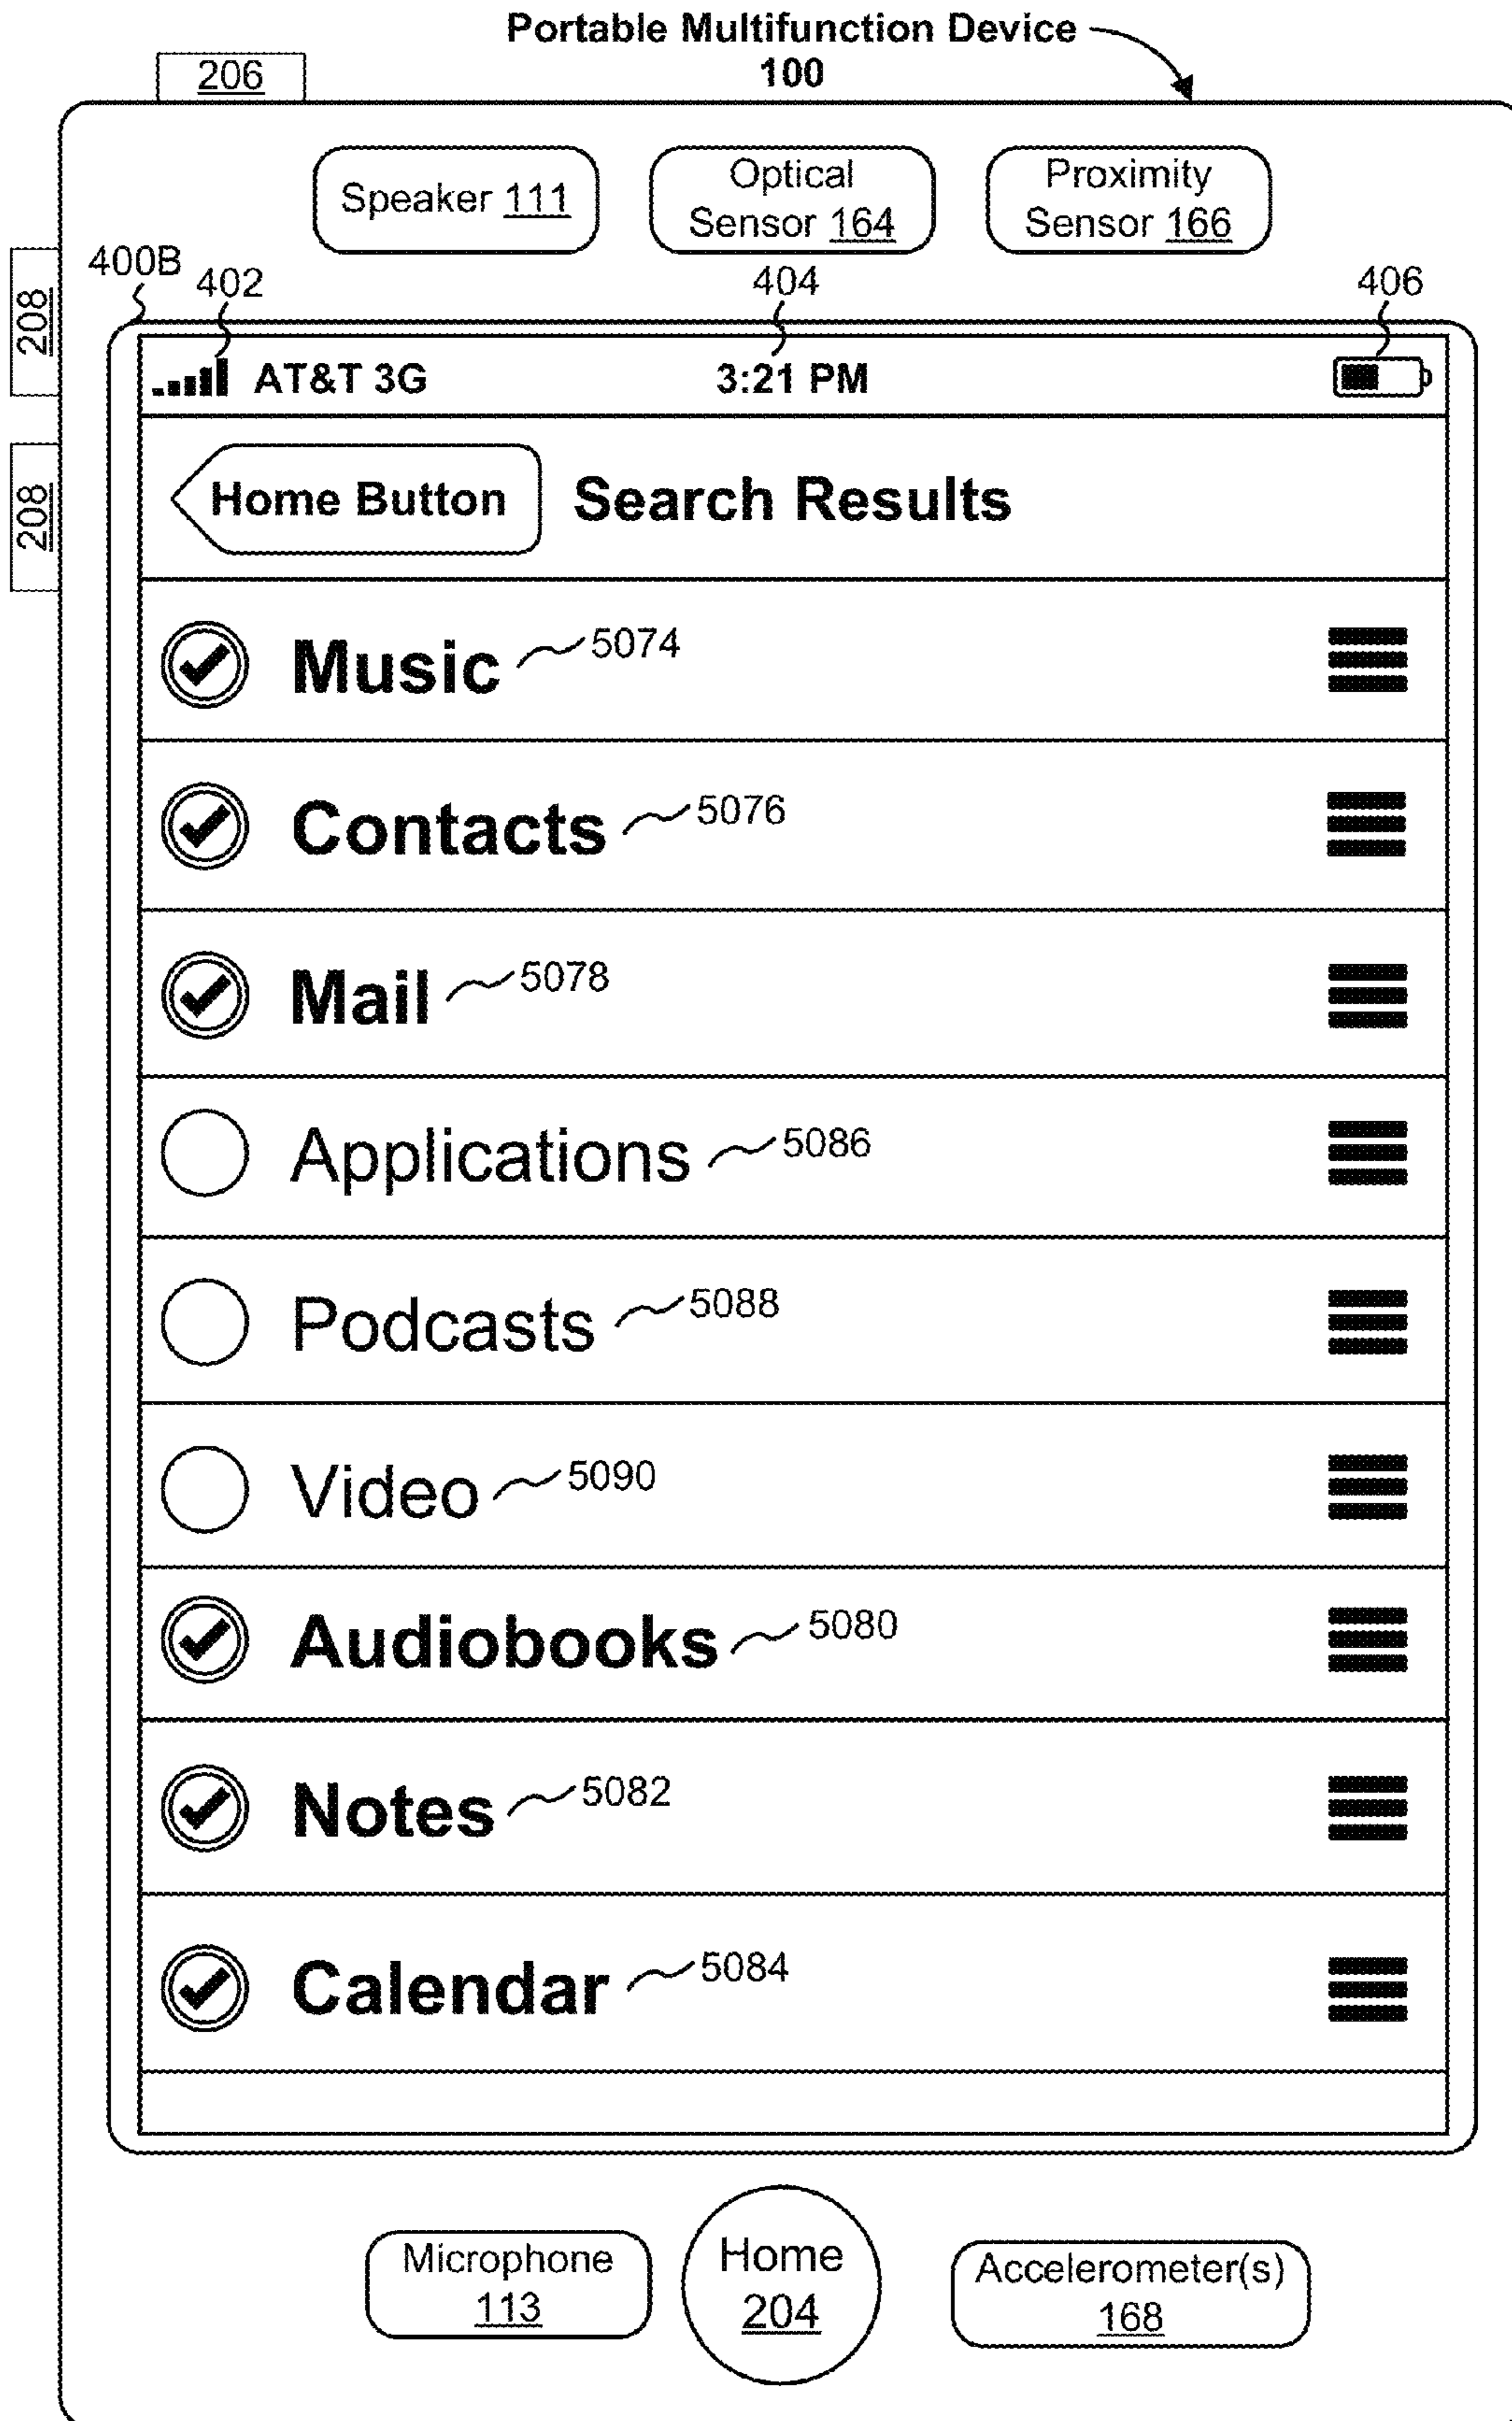 Portable Multifunction Device
100
206
Speaker 111
Optical
Sensor 164
Proximity
Sensor 166
208
208
400B
402
404
406
AT&T 3G
3:21 PM
Home Button
Search Results
Music
5074
Contacts
5076
Mail
5078
Applications
5086
Podcasts
5088
Video
5090
Audiobooks
5080
Notes
5082
Calendar
5084
Microphone
113
Home
204
Accelerometer(s)
168